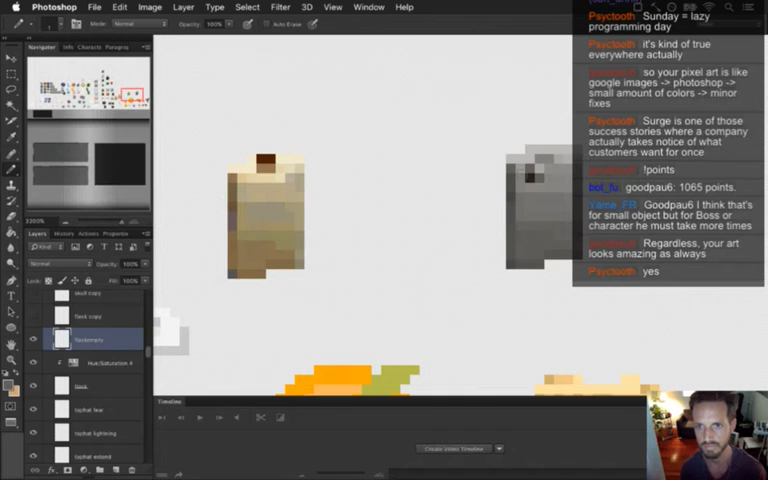 Photoshop File Edit Image Layer Type Select Filter 3D View Window Help
Mode: Normal Opacity: 100% Auto Erase
Navigator Info Characte Paragra
3200%
Layers History Actions Properties
Kind
Normal Opacity: 100%
Lock: Fill: 100%
skull copy
flask copy
flaskempty
Hue/Saturation 4
flask
tophat fear
tophat lightning
tophat extend
Timeline
Create Video Timeline
Psyctooth Sunday = lazy
programming day
Psyctooth it's kind of true
everywhere actually
so your pixel art is like
google images -> photoshop ->
small amount of colors -> minor
fixes
Psyctooth Surge is one of those
success stories where a company
actually takes notice of what
customers want for once
!points
bot_fu: goodpau6: 1065 points.
Yame_FR Goodpau6 I think that's
for small object but for Boss or
character he must take more times
Regardless, your art
looks amazing as always
Psyctooth yes